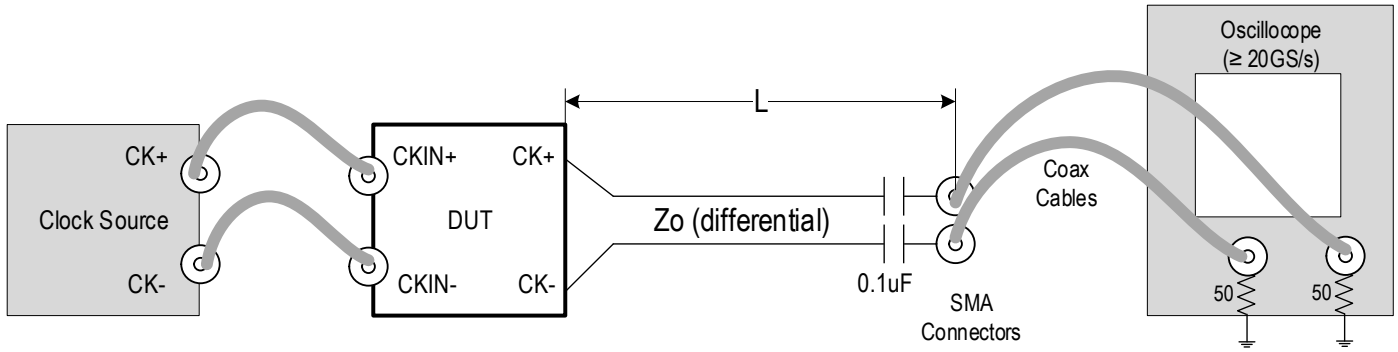 Oscillocope
(≥ 20GS/s)
L
CK+
CKIN+
CK+
Coax
Cables
Clock Source
DUT
Zo (differential)
CK-
CKIN-
CK-
0.1uF
SMA
Connectors
50
50